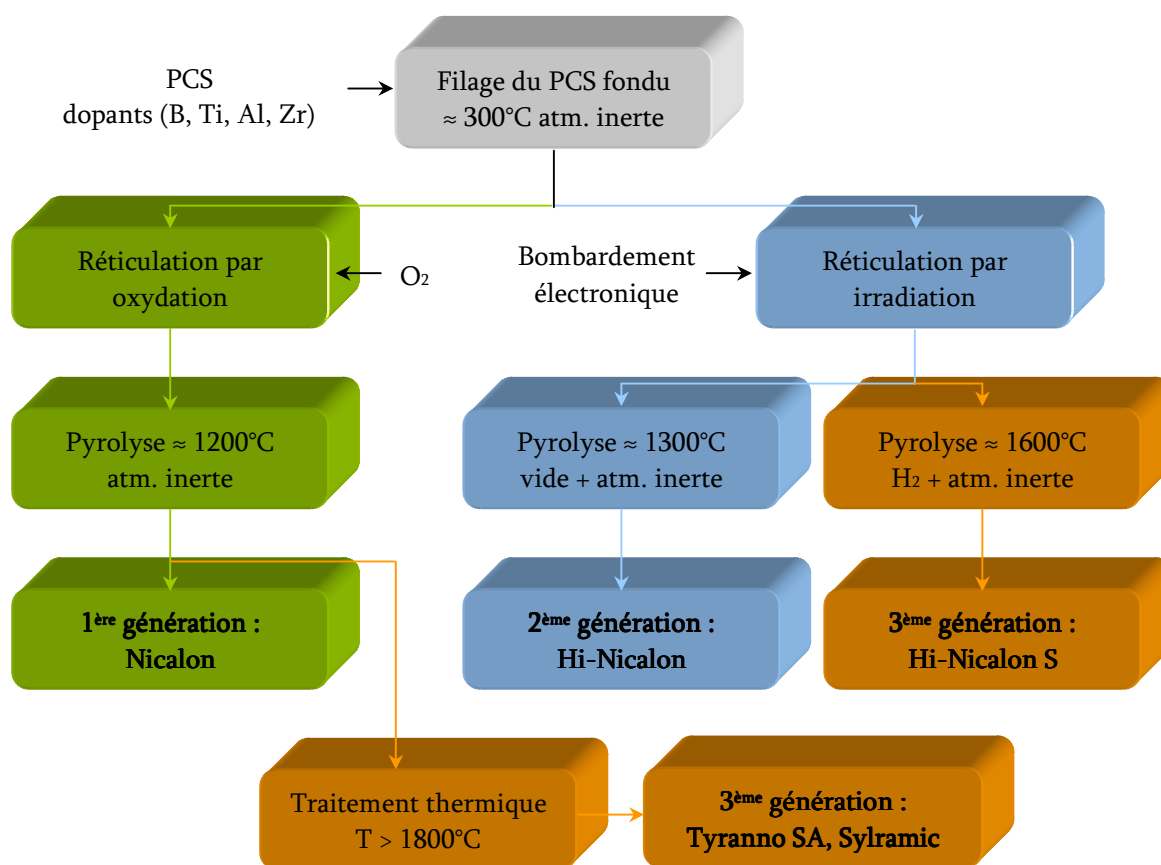 PCS
dopants (B, Ti, Al, Zr)
Filage du PCS fondu
≈ 300°C atm. inerte
Réticulation par
oxydation
O₂
Bombardement
électronique
Réticulation par
irradiation
Pyrolyse ≈ 1200°C
atm. inerte
Pyrolyse ≈ 1300°C
vide + atm. inerte
Pyrolyse ≈ 1600°C
H₂ + atm. inerte
1ère génération :
Nicalon
2ème génération :
Hi-Nicalon
3ème génération :
Hi-Nicalon S
Traitement thermique
T > 1800°C
3ème génération :
Tyranno SA, Sylramic